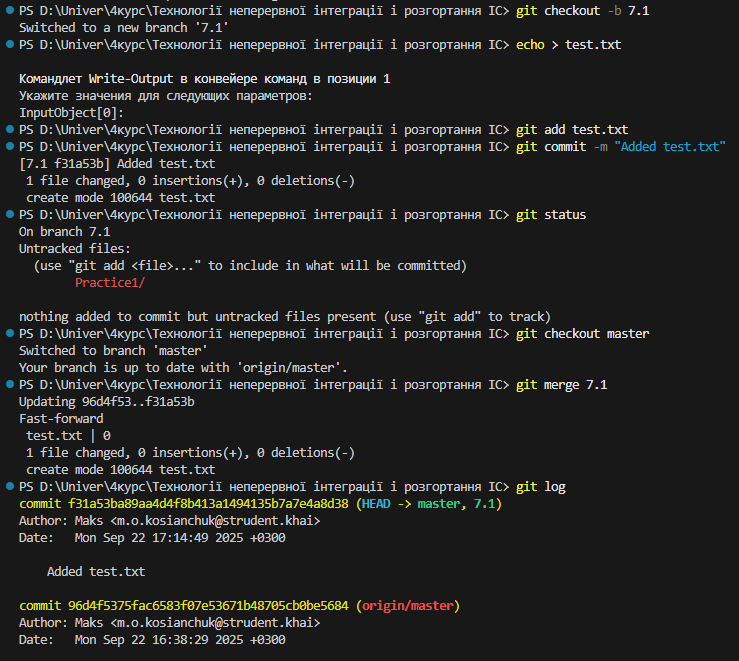 PS D:\Univer\4курс\Технології неперервної інтеграції і розгортання ІС> git checkout -b 7.1
Switched to a new branch '7.1'
PS D:\Univer\4курс\Технології неперервної інтеграції і розгортання ІС> echo > test.txt
Командлет Write-Output в конвейере команд в позиции 1
Укажите значения для следующих параметров:
InputObject[0]:
PS D:\Univer\4курс\Технології неперервної інтеграції і розгортання ІС> git add test.txt
PS D:\Univer\4курс\Технології неперервної інтеграції і розгортання ІС> git commit -m "Added test.txt"
[7.1 f31a53b] Added test.txt
 1 file changed, 0 insertions(+), 0 deletions(-)
 create mode 100644 test.txt
PS D:\Univer\4курс\Технології неперервної інтеграції і розгортання ІС> git status
On branch 7.1
Untracked files:
  (use "git add <file>..." to include in what will be committed)
        Practice1/
nothing added to commit but untracked files present (use "git add" to track)
PS D:\Univer\4курс\Технології неперервної інтеграції і розгортання ІС> git checkout master
Switched to branch 'master'
Your branch is up to date with 'origin/master'.
PS D:\Univer\4курс\Технології неперервної інтеграції і розгортання ІС> git merge 7.1
Updating 96d4f53..f31a53b
Fast-forward
 test.txt | 0
 1 file changed, 0 insertions(+), 0 deletions(-)
 create mode 100644 test.txt
PS D:\Univer\4курс\Технології неперервної інтеграції і розгортання ІС> git log
commit f31a53ba89aa4d4f8b413a1494135b7a7e4a8d38 (HEAD -> master, 7.1)
Author: Maks <m.o.kosianchuk@strudent.khai>
Date:   Mon Sep 22 17:14:49 2025 +0300
    Added test.txt
commit 96d4f5375fac6583f07e53671b48705cb0be5684 (origin/master)
Author: Maks <m.o.kosianchuk@strudent.khai>
Date:   Mon Sep 22 16:38:29 2025 +0300